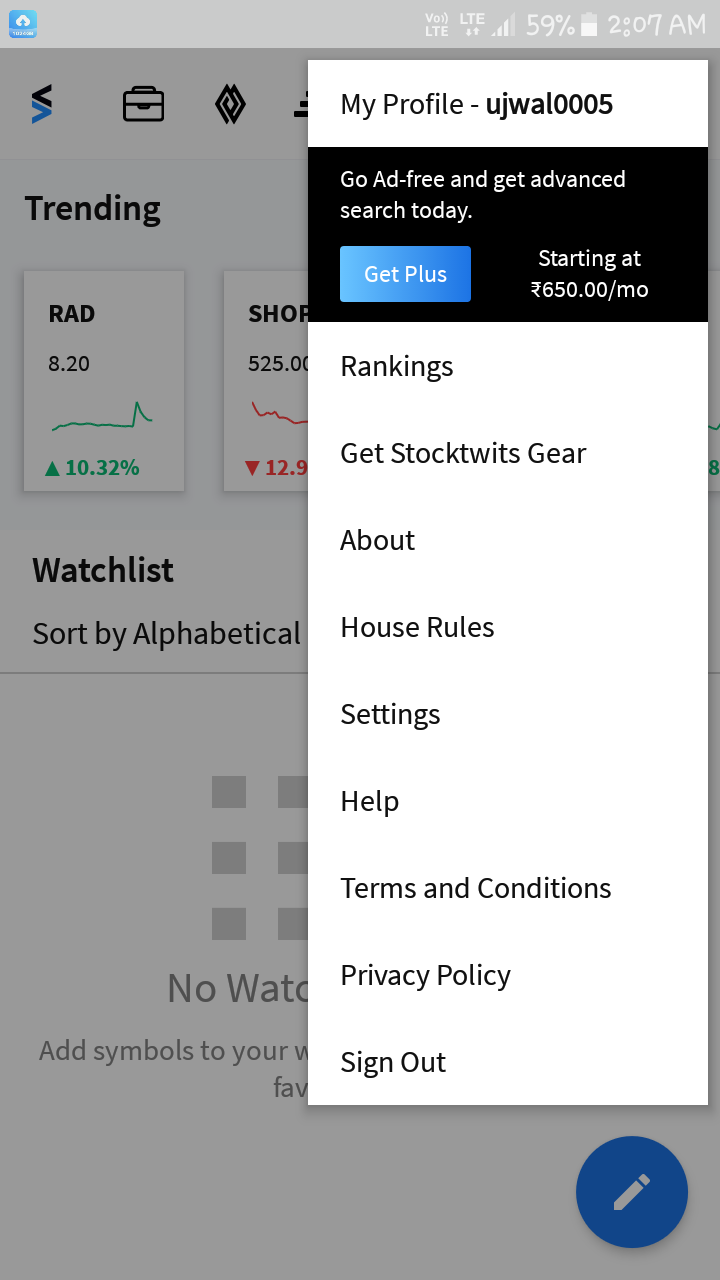 Vo))
LTE
LTE
59%
2:07 AM
My Profile - ujwal0005
Go Ad-free and get advanced
search today.
Get Plus
Starting at
₹650.00/mo
Rankings
Get Stocktwits Gear
About
House Rules
Settings
Help
Terms and Conditions
Privacy Policy
Sign Out
Trending
RAD
8.20
▲ 10.32%
SHOP
525.00
▼ 12.9
8
Watchlist
Sort by Alphabetical
No Watc
Add symbols to your w
fav